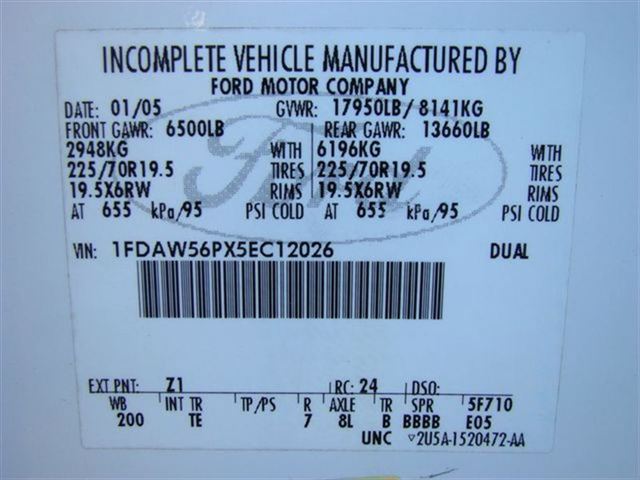 INCOMPLETE VEHICLE MANUFACTURED BY
FORD MOTOR COMPANY
DATE: 01/05 GVWR: 17950LB/ 8141KG
FRONT GAWR: 6500LB REAR GAWR: 13660LB
2948KG WITH 6196KG WITH
225/70R19.5 TIRES 225/70R19.5 TIRES
19.5X6RW RIMS 19.5X6RW RIMS
AT 655 kPa/95 PSI COLD AT 655 kPa/95 PSI COLD
VIN: 1FDAW56PX5EC12026 DUAL
Ford
EXT PNT: Z1 RC: 24 DSO:
WB INT TR TP/PS R AXLE TR SPR 5F710
200 TE 7 8L B BBBB E05
UNC ▽2U5A-1520472-AA